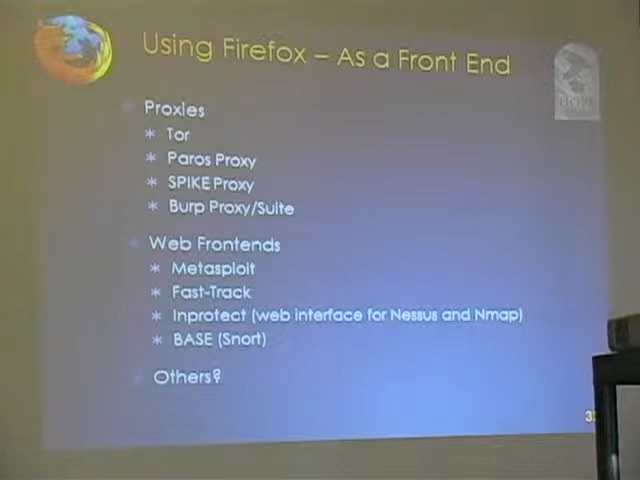 Using Firefox – As a Front End
Proxies
* Tor
* Paros Proxy
* SPIKE Proxy
* Burp Proxy/Suite
Web Frontends
* Metasploit
* Fast-Track
* Inprotect (web interface for Nessus and Nmap)
* BASE (Snort)
Others?